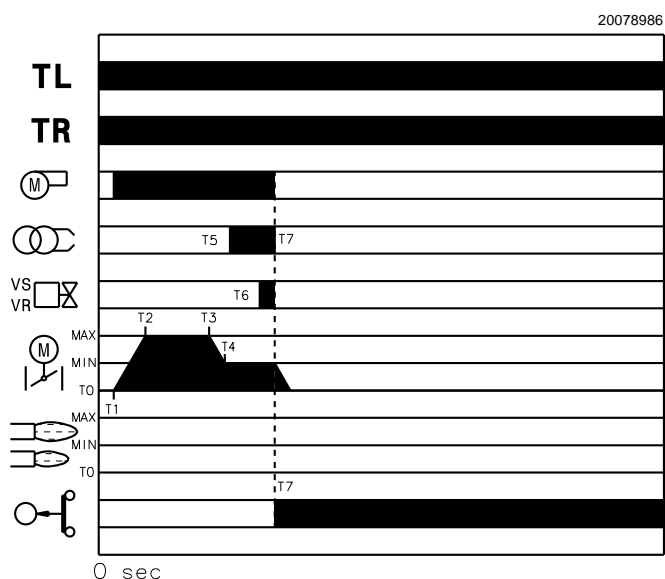 20078986
TL
TR
M
T5 T7
VS
VR
T6
T2 T3
MAX
M
T4
MIN
T0
T1
MAX
MIN
T0
T7
0 sec